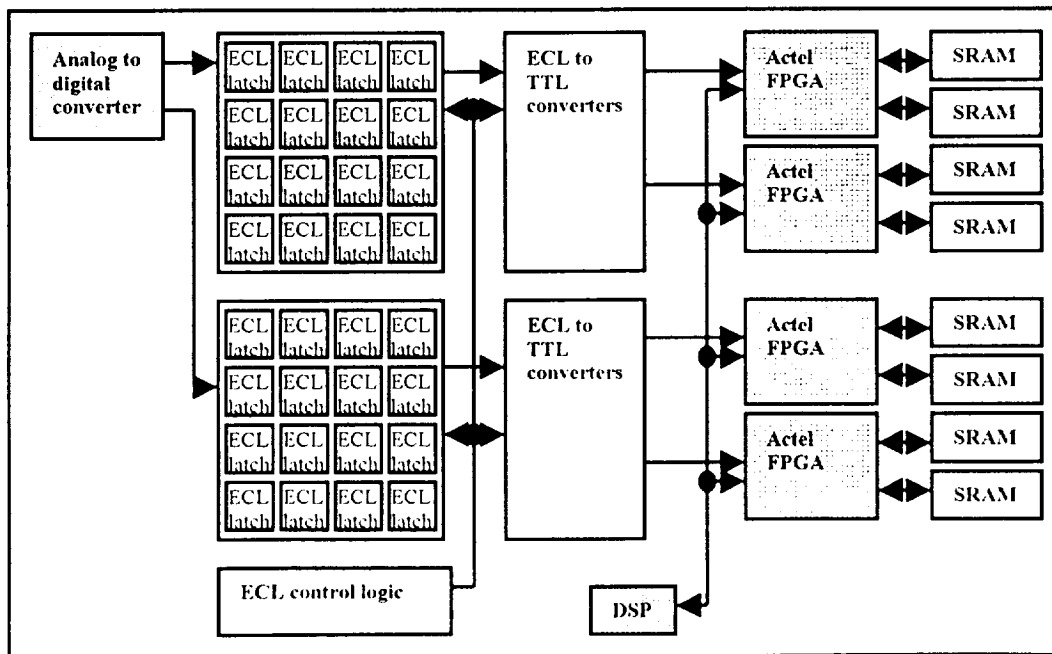 Analog to
digital
converter
ECL ECL ECL ECL
latch latch latch latch
ECL ECL ECL ECL
latch latch latch latch
ECL ECL ECL ECL
latch latch latch latch
ECL ECL ECL ECL
latch latch latch latch
ECL to
TTL
converters
Actel
FPGA
SRAM
SRAM
Actel
FPGA
SRAM
SRAM
ECL ECL ECL ECL
latch latch latch latch
ECL ECL ECL ECL
latch latch latch latch
ECL ECL ECL ECL
latch latch latch latch
ECL ECL ECL ECL
latch latch latch latch
ECL to
TTL
converters
Actel
FPGA
SRAM
SRAM
Actel
FPGA
SRAM
SRAM
ECL control logic
DSP